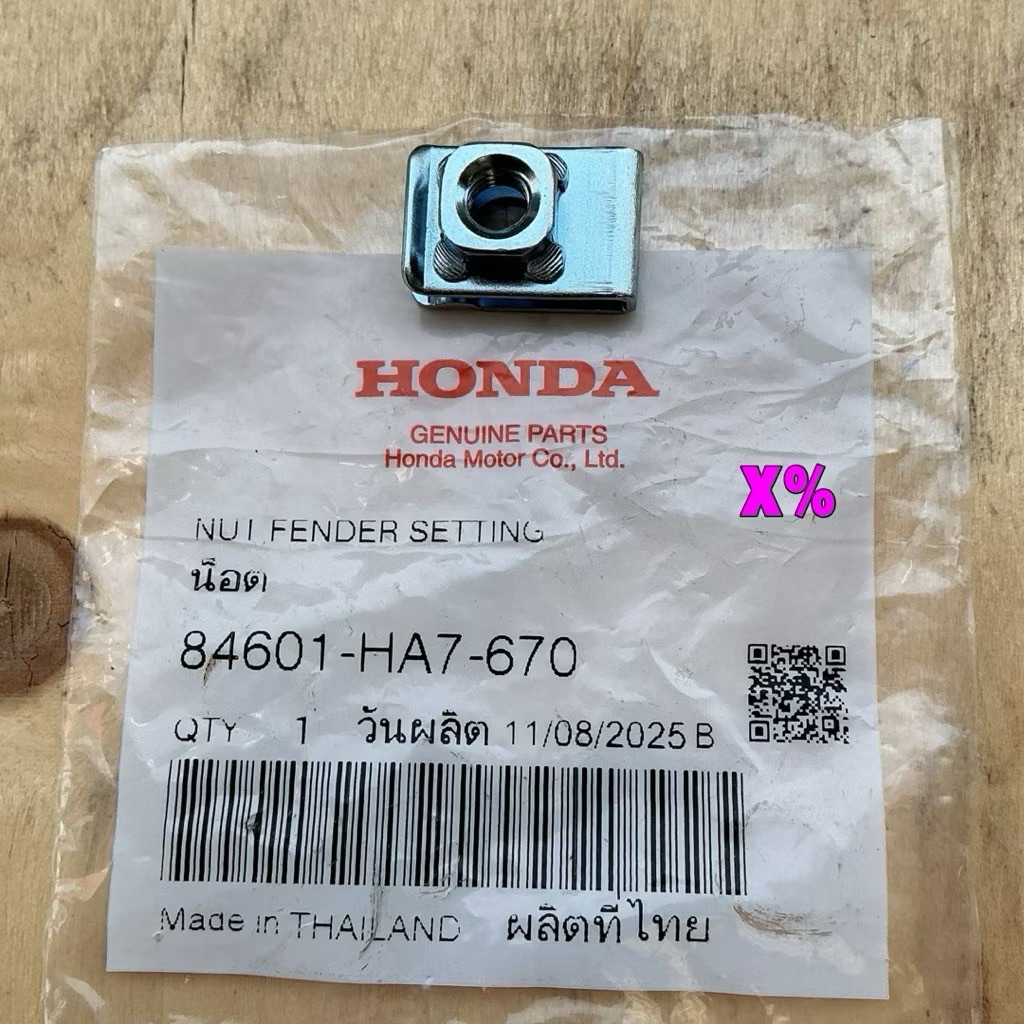 HONDA
GENUINE PARTS
Honda Motor Co., Ltd.
X%
NUT FENDER SETTING
น็อต
84601-HA7-670
QTY 1 วันผลิต 11/08/2025 B
Made in THAILAND ผลิตที่ไทย